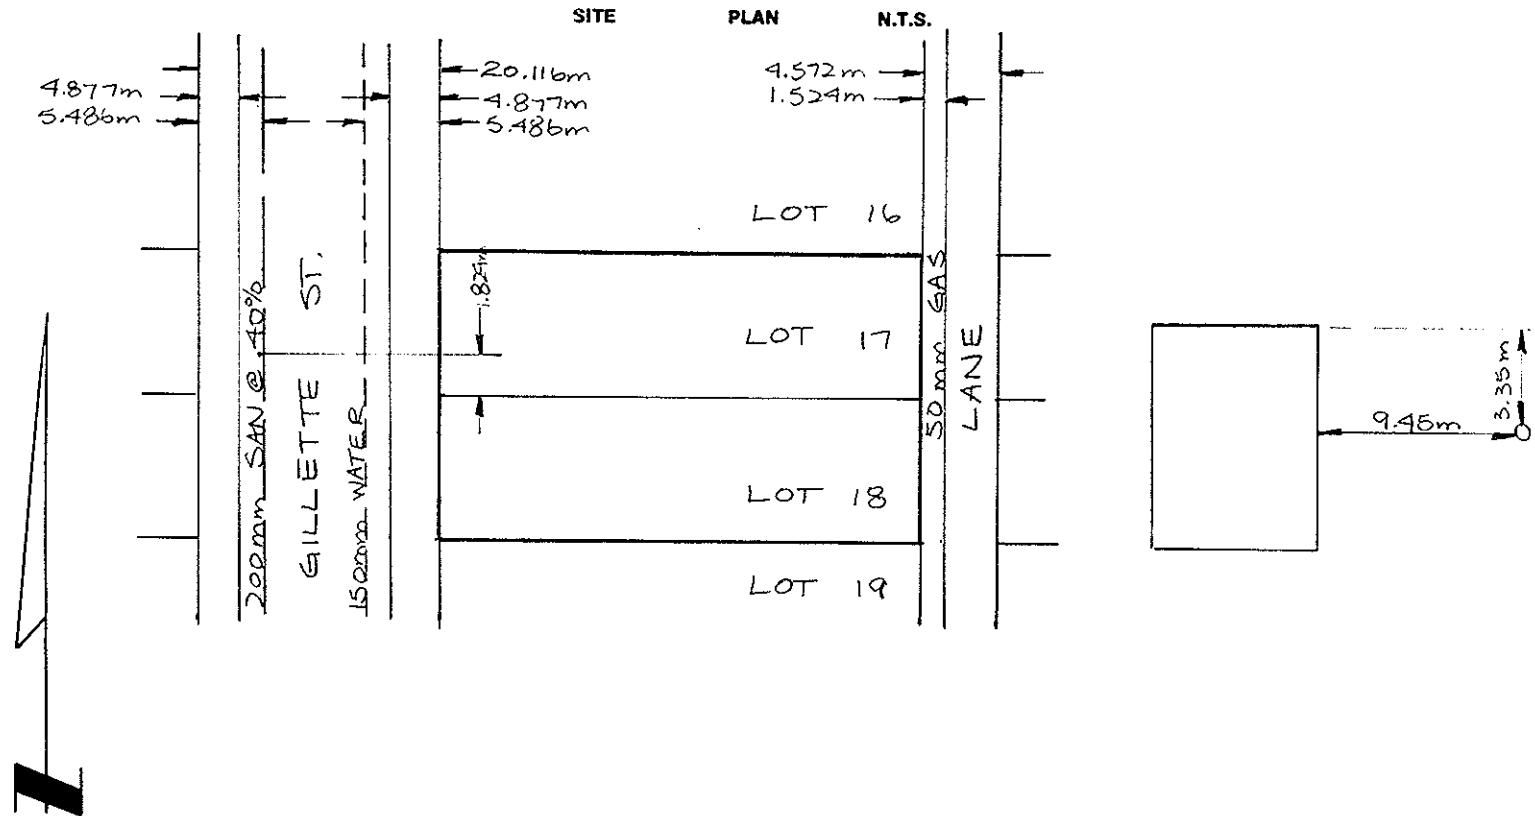 SITE PLAN N.T.S.
20.116m
4.572m
4.877m
4.877m
1.524m
5.486m
5.486m
LOT 16
1.829m
LOT 17
LOT 18
LOT 19
200mm SAN @ .40%
GILLETTE ST.
150mm WATER
50mm GAS
LANE
9.45m
3.35m
N